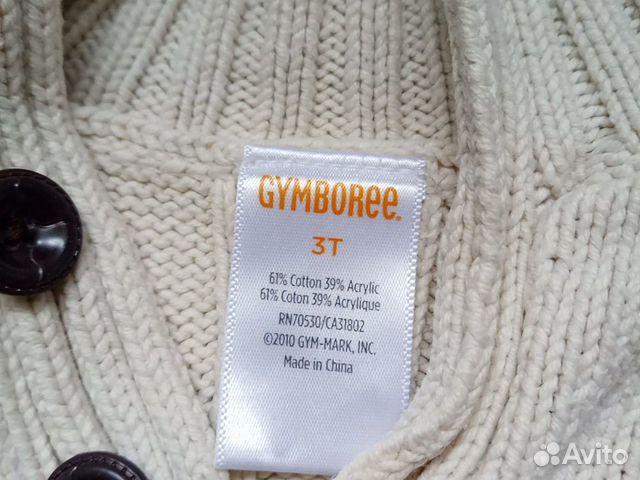 GYMBOREE.
3T
61% Cotton 39% Acrylic
61% Coton 39% Acrylique
RN70530/CA31802
©2010 GYM-MARK, INC.
Made in China
Avito